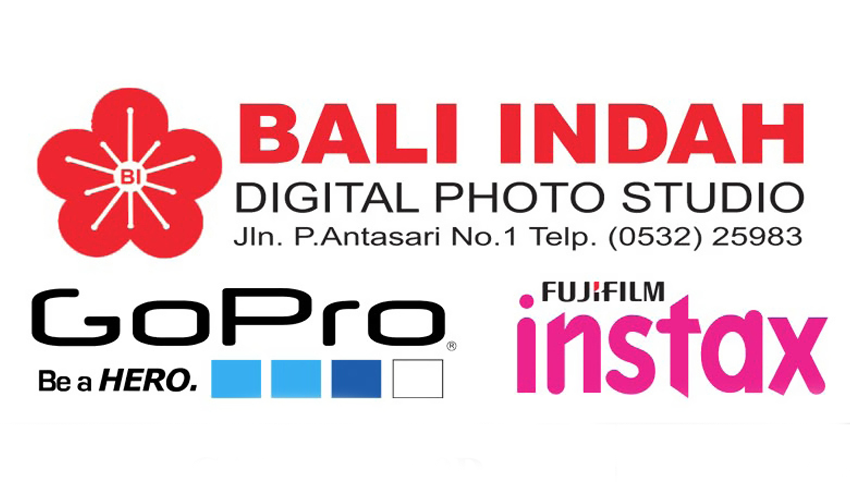 BI
BALI INDAH
DIGITAL PHOTO STUDIO
Jln. P.Antasari No.1 Telp. (0532) 25983
GoPro®
Be a HERO.
FUJIFILM
instax